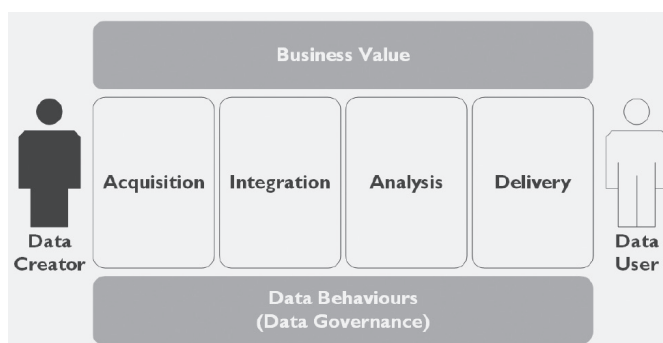 Business Value
Acquisition
Integration
Analysis
Delivery
Data
Creator
Data
User
Data Behaviours
(Data Governance)